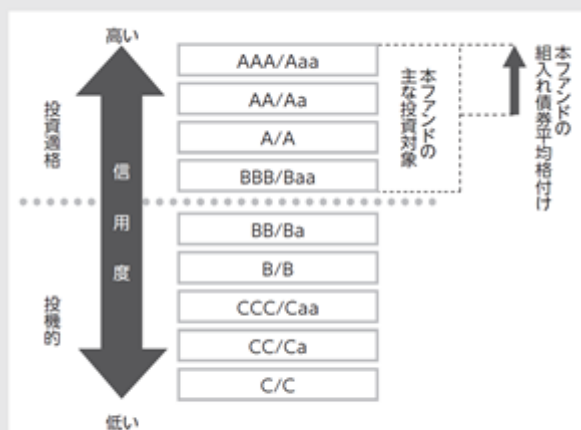 高い
AAA/Aaa
AA/Aa
A/A
BBB/Baa
BB/Ba
B/B
CCC/Caa
CC/Ca
C/C
低い
投資適格
信用度
投機的
本ファンドの
主な投資対象
本ファンドの
組入れ債券平均格付け